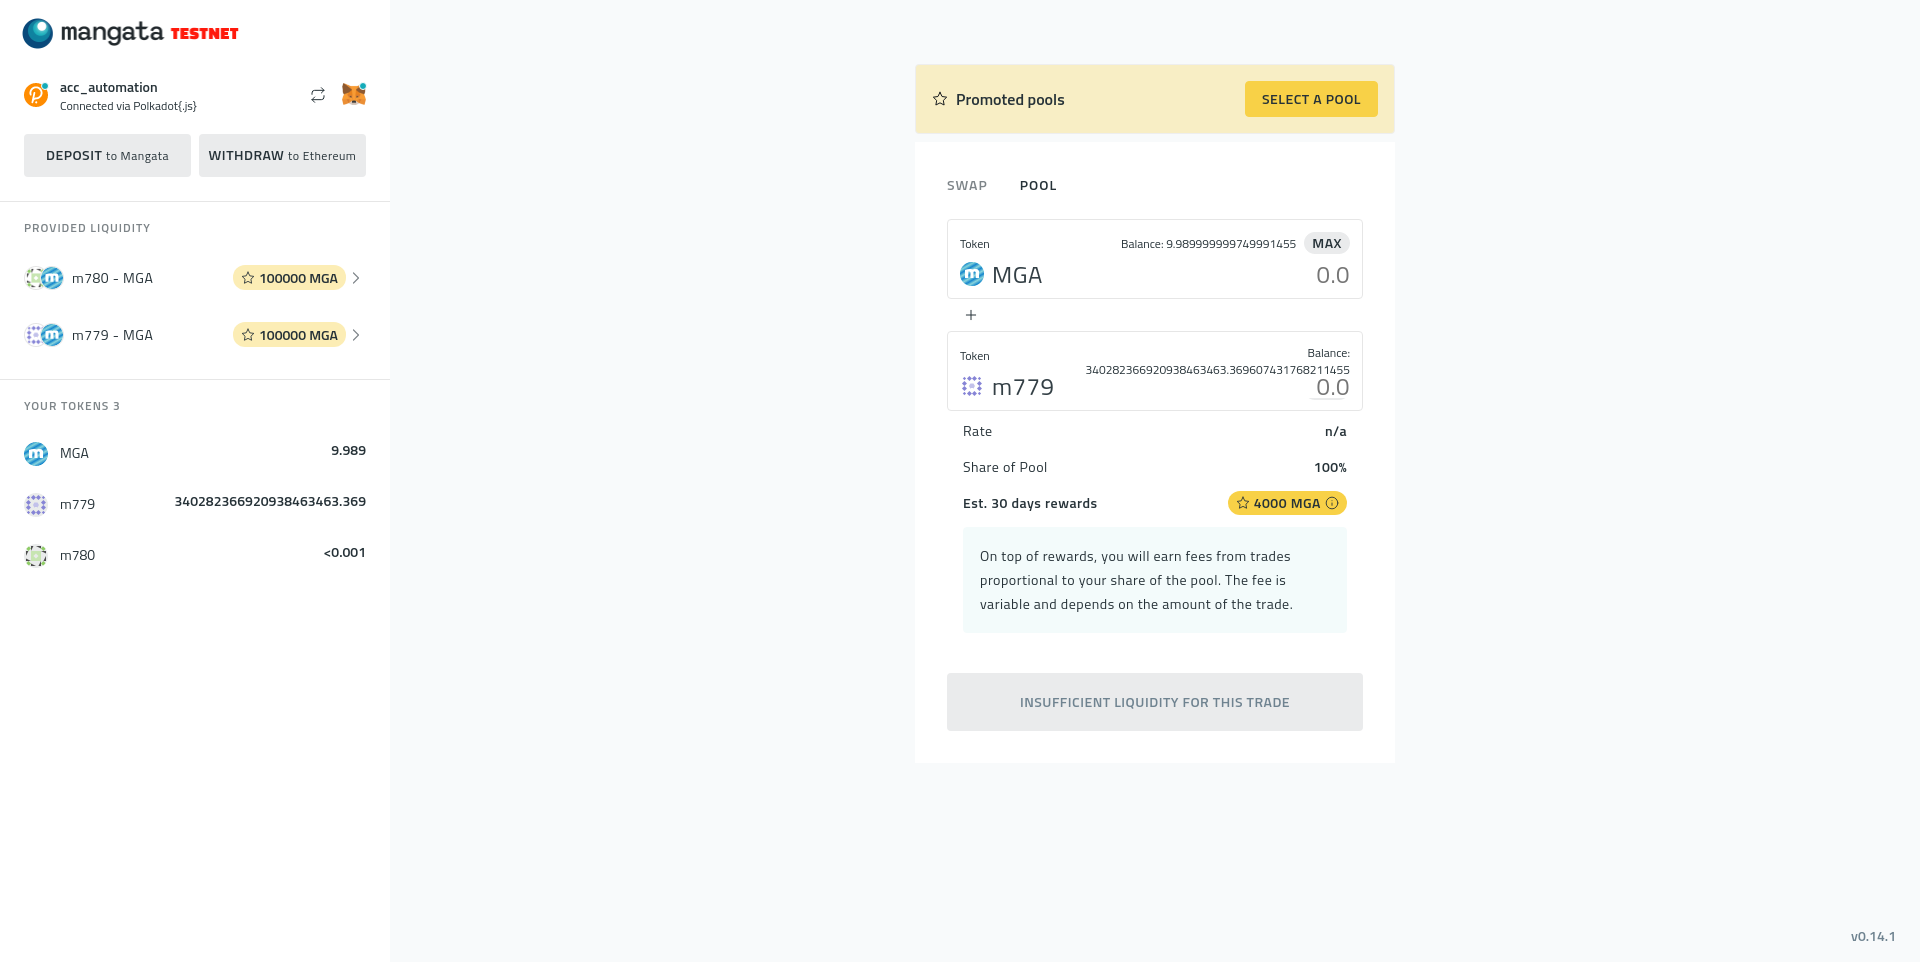 mangata TESTNET
acc_automation
Connected via Polkadot{.js}
DEPOSIT to Mangata
WITHDRAW to Ethereum
PROVIDED LIQUIDITY
m780 - MGA
100000 MGA
m779 - MGA
100000 MGA
YOUR TOKENS 3
MGA
9.989
m779
340282366920938463463.369
m780
<0.001
Promoted pools
SELECT A POOL
SWAP
POOL
Token
Balance: 9.989999999749991455
MAX
MGA
0.0
+
Token
Balance:
340282366920938463463.369607431768211455
m779
0.0
Rate
n/a
Share of Pool
100%
Est. 30 days rewards
4000 MGA
On top of rewards, you will earn fees from trades
proportional to your share of the pool. The fee is
variable and depends on the amount of the trade.
INSUFFICIENT LIQUIDITY FOR THIS TRADE
v0.14.1